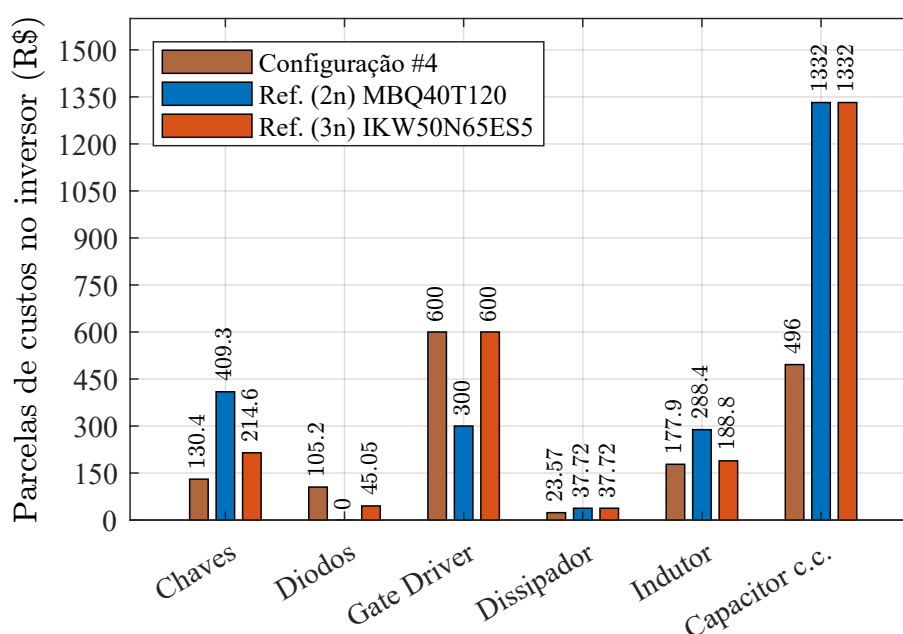 Parcelas de custos no inversor (R$)
1500
1350
1200
1050
900
750
600
450
300
150
0
Configuração #4
Ref. (2n) MBQ40T120
Ref. (3n) IKW50N65ES5
130.4
409.3
214.6
105.2
0
45.05
600
300
600
23.57
37.72
37.72
177.9
288.4
188.8
496
1332
1332
Chaves
Diodos
Gate Driver
Dissipador
Indutor
Capacitor c.c.